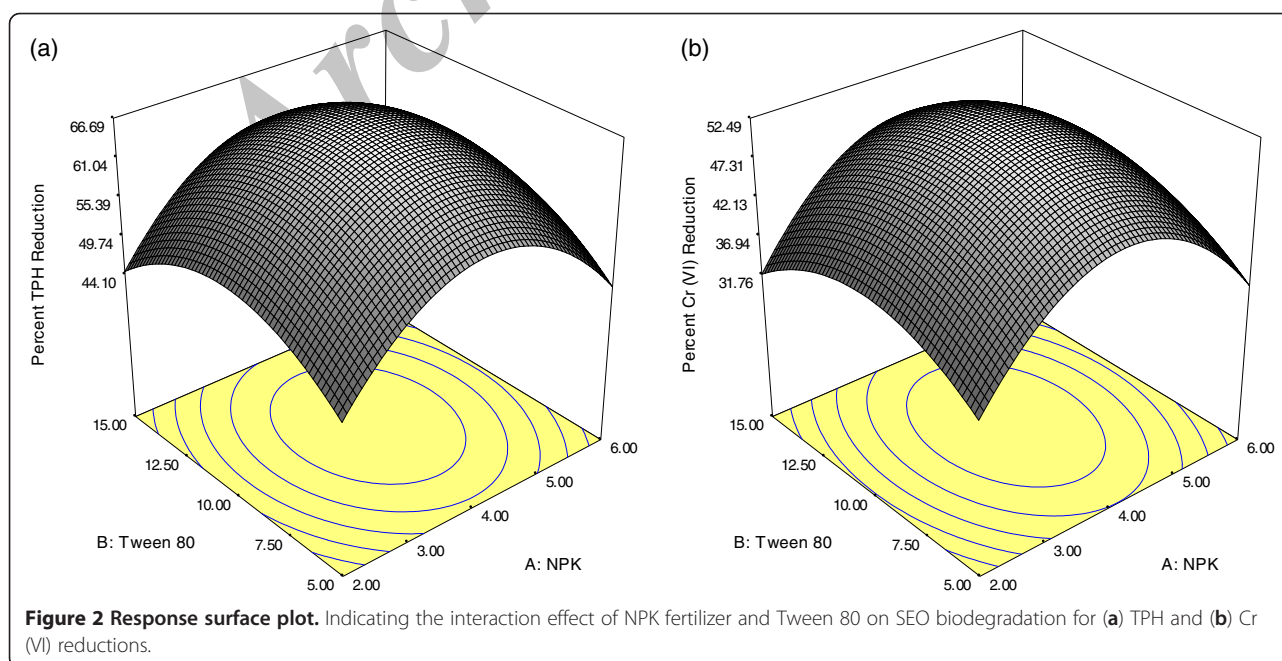 Arc
(a)
66.69
61.04
55.39
49.74
44.10
Percent TPH Reduction
15.00
12.50
10.00
7.50
5.00
B: Tween 80
2.00
3.00
4.00
5.00
6.00
A: NPK
(b)
52.49
47.31
42.13
36.94
31.76
Percent Cr (VI) Reduction
15.00
12.50
10.00
7.50
5.00
B: Tween 80
2.00
3.00
4.00
5.00
6.00
A: NPK
Figure 2 Response surface plot. Indicating the interaction effect of NPK fertilizer and Tween 80 on SEO biodegradation for (a) TPH and (b) Cr
(VI) reductions.